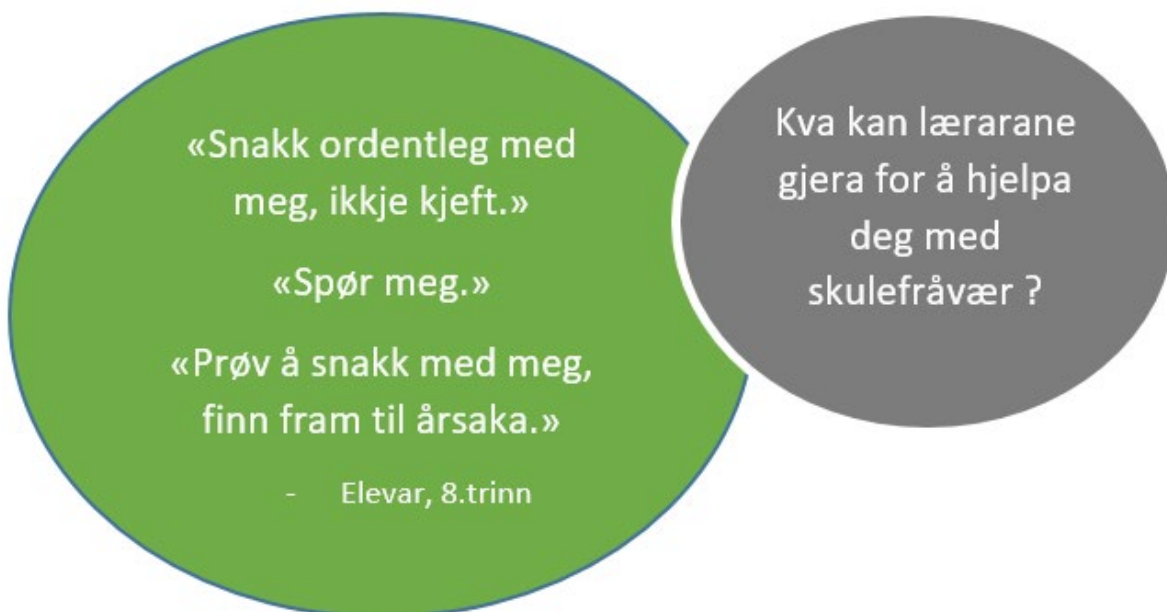 «Snakk ordentleg med
meg, ikkje kjeft.»
«Spør meg.»
«Prøv å snakk med meg,
finn fram til årsaka.»
- Elevar, 8.trinn
Kva kan lærarane
gjera for å hjelpa
deg med
skulefråvær ?